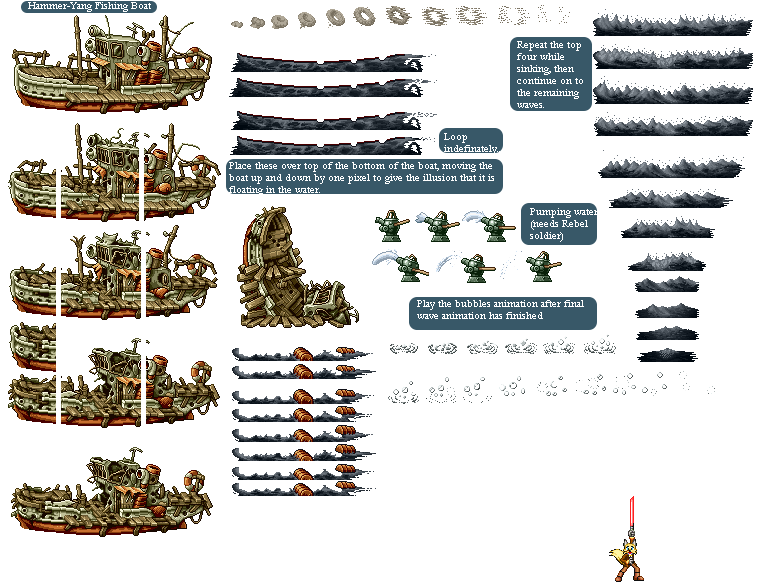 Hammer-Yang Fishing Boat
Repeat the top
four while
sinking, then
continue on to
the remaining
waves.
Loop
indefinately.
Place these over top of the bottom of the boat, moving the
boat up and down by one pixel to give the illusion that it is
floating in the water.
Pumping water
(needs Rebel
soldier)
Play the bubbles animation after final
wave animation has finished